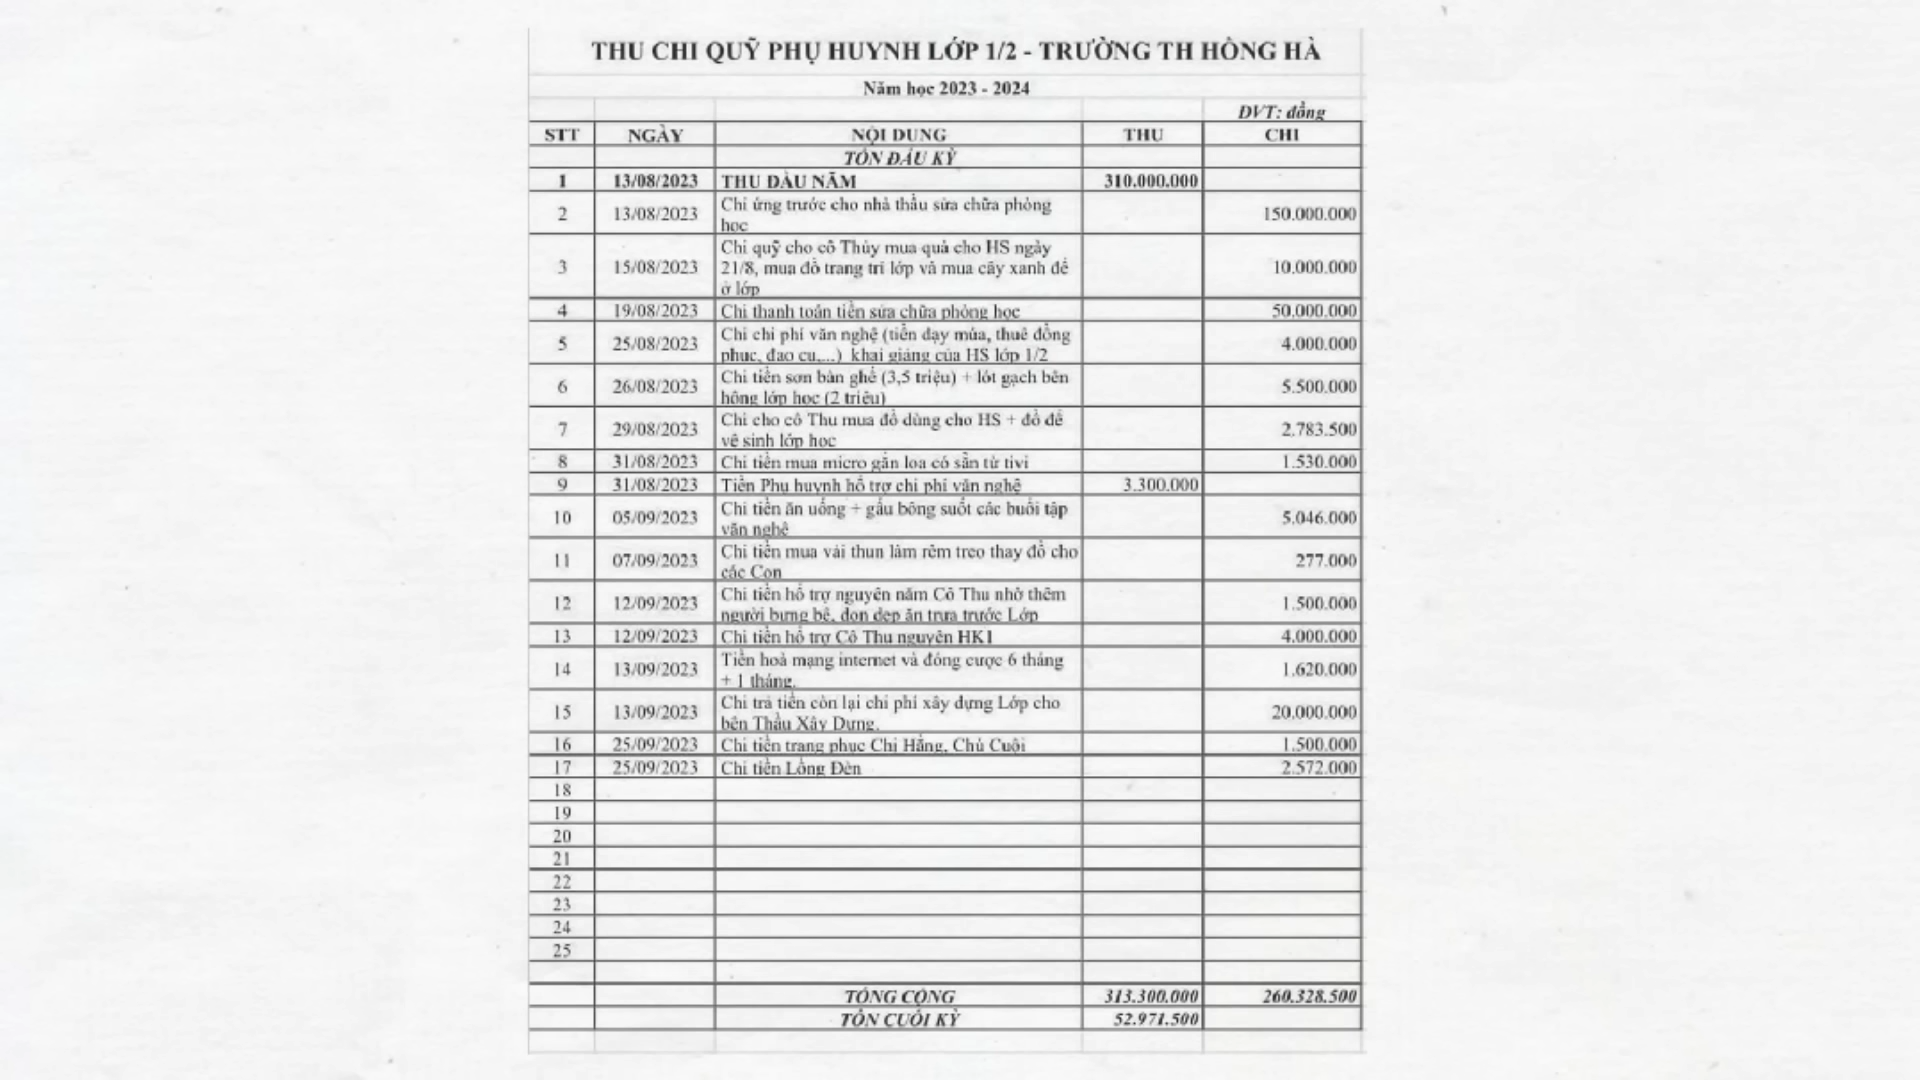 THU CHI QUỸ PHỤ HUYNH LỚP 1/2 - TRƯỜNG TH HỒNG HÀ
Năm học 2023 - 2024
ĐVT: đồng
STT NGÀY NỘI DUNG THU CHI
TỒN ĐẦU KỲ
1 13/08/2023 THU ĐẦU NĂM 310.000.000
2 13/08/2023 Chi ứng trước cho nhà thầu sửa chữa phòng
học 150.000.000
3 15/08/2023 Chi quỹ cho cô Thủy mua quà cho HS ngày
21/8, mua đồ trang trí lớp và mua cây xanh để
ở lớp 10.000.000
4 19/08/2023 Chi thanh toán tiền sửa chữa phòng học 50.000.000
5 25/08/2023 Chi chi phí văn nghệ (tiền dạy múa, thuê đồng
phục, đạo cụ,...) khai giảng của HS lớp 1/2 4.000.000
6 26/08/2023 Chi tiền sơn bàn ghế (3,5 triệu) + lót gạch bên
hông lớp học (2 triệu) 5.500.000
7 29/08/2023 Chi cho cô Thu mua đồ dùng cho HS + đồ để
vệ sinh lớp học 2.783.500
8 31/08/2023 Chi tiền mua micro gắn loa có sẵn từ tivi 1.530.000
9 31/08/2023 Tiền Phụ huynh hỗ trợ chi phí văn nghệ 3.300.000
10 05/09/2023 Chi tiền ăn uống + gấu bông suốt các buổi tập
văn nghệ 5.046.000
11 07/09/2023 Chi tiền mua vải thun làm rèm treo thay đồ cho
các Con 277.000
12 12/09/2023 Chi tiền hỗ trợ nguyên năm Cô Thu nhờ thêm
người bưng bê, dọn dẹp ăn trưa trước Lớp 1.500.000
13 12/09/2023 Chi tiền hỗ trợ Cô Thu nguyên HK1 4.000.000
14 13/09/2023 Tiền hoà mạng internet và đóng cược 6 tháng
+ 1 tháng. 1.620.000
15 13/09/2023 Chi trả tiền còn lại chi phí xây dựng Lớp cho
bên Thầu Xây Dựng. 20.000.000
16 25/09/2023 Chi tiền trang phục Chị Hằng, Chú Cuội 1.500.000
17 25/09/2023 Chi tiền Lồng Đèn 2.572.000
18
19
20
21
22
23
24
25
TỔNG CỘNG 313.300.000 260.328.500
TỒN CUỐI KỲ 52.971.500